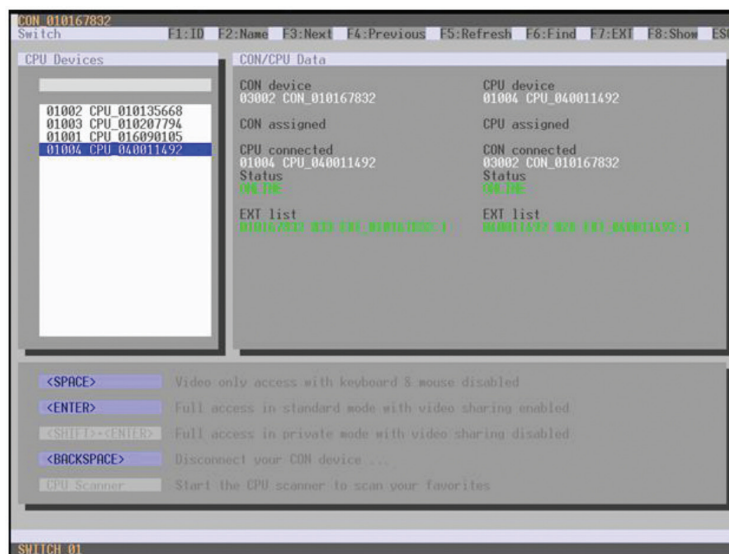 CON 010167832
Switch F1:ID F2:Name F3:Next F4:Previous F5:Refresh F6:Find F7:EXT F8:Show ESC
CPU Devices
CON/CPU Data
01002 CPU_010135668
01003 CPU_010207794
01001 CPU_016090105
01004 CPU_040011492
CON device
03002 CON_010167832
CON assigned
CPU connected
01004 CPU_040011492
Status
ONLINE
EXT list
CPU device
01004 CPU_040011492
CPU assigned
CON connected
03002 CON_010167832
Status
ONLINE
EXT list
<SPACE> Video only access with keyboard & mouse disabled
<ENTER> Full access in standard mode with video sharing enabled
<SHIFT>+<ENTER> Full access in private mode with video sharing disabled
<BACKSPACE> Disconnect your CON device ...
CPU Scanner Start the CPU scanner to scan your favorites
SWITCH_01